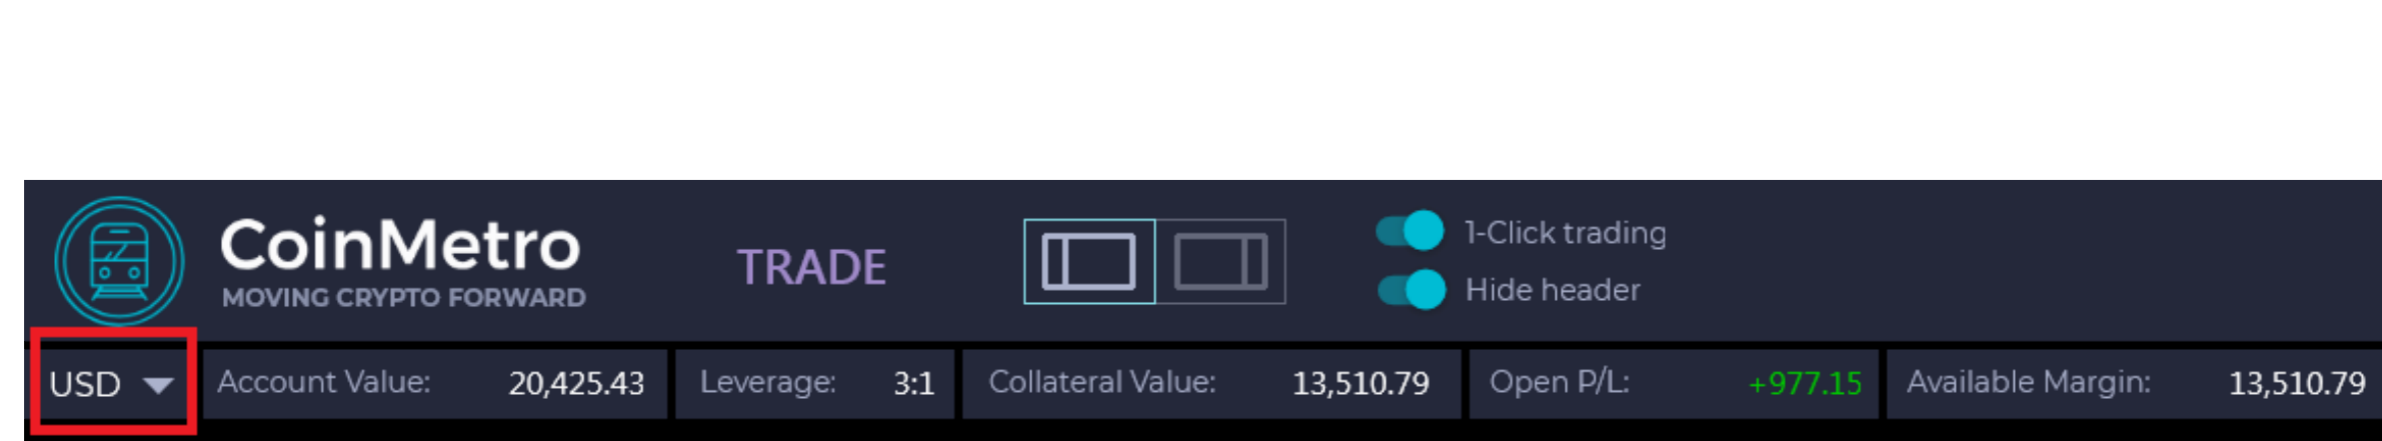 CoinMetro
MOVING CRYPTO FORWARD
TRADE
1-Click trading
Hide header
USD Account Value: 20,425.43 Leverage: 3:1 Collateral Value: 13,510.79 Open P/L: +977.15 Available Margin: 13,510.79